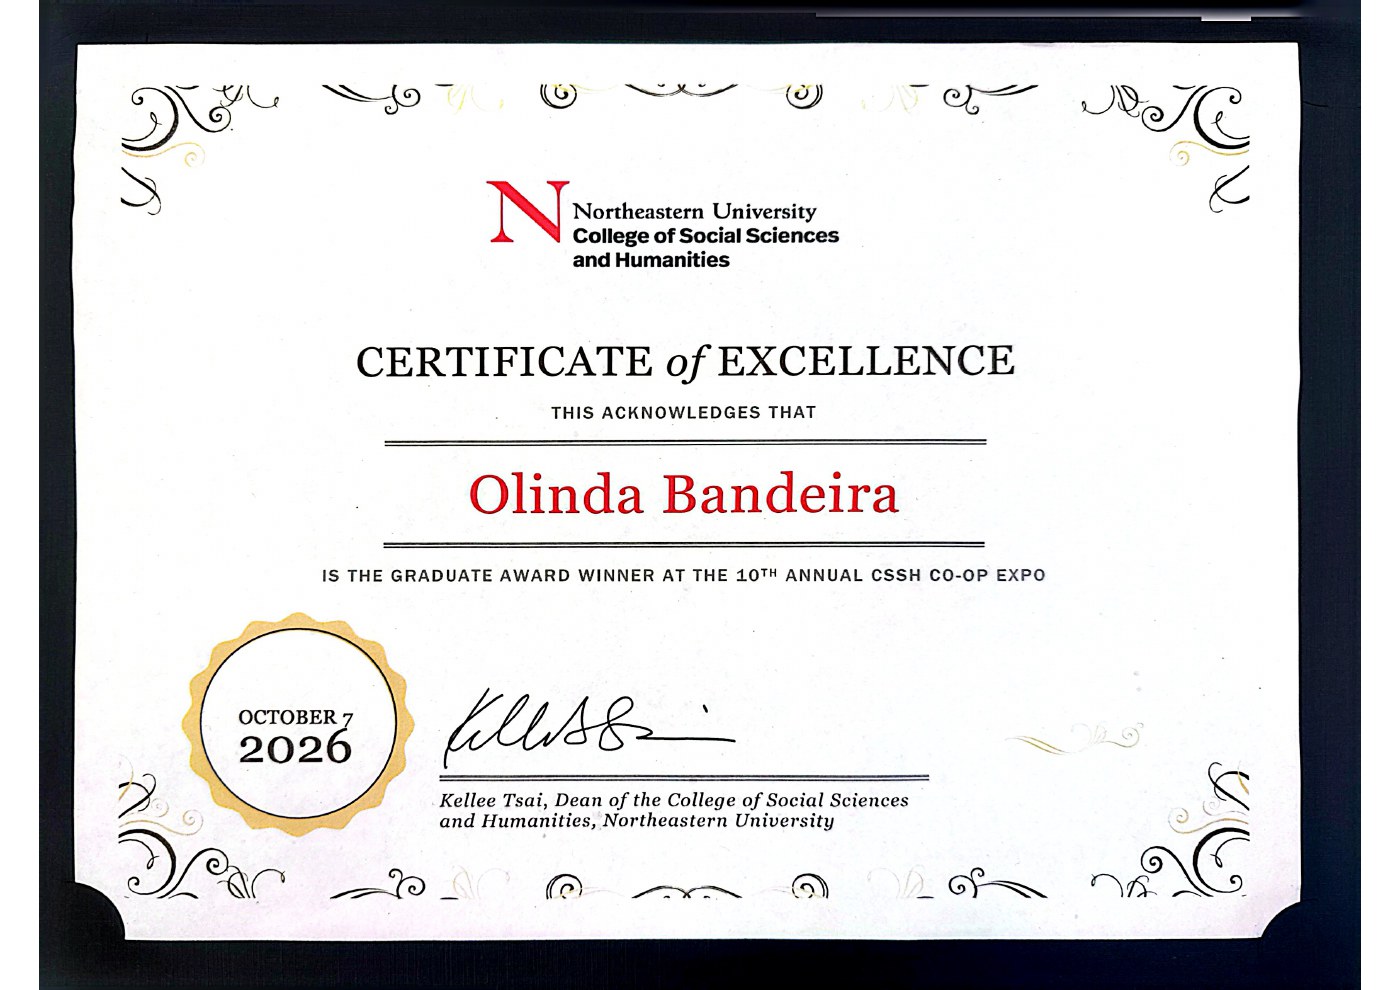 N Northeastern University
College of Social Sciences
and Humanities
CERTIFICATE of EXCELLENCE
THIS ACKNOWLEDGES THAT
Olinda Bandeira
IS THE GRADUATE AWARD WINNER AT THE 10TH ANNUAL CSSH CO-OP EXPO
OCTOBER 7
2026
Kellee Tsai, Dean of the College of Social Sciences
and Humanities, Northeastern University